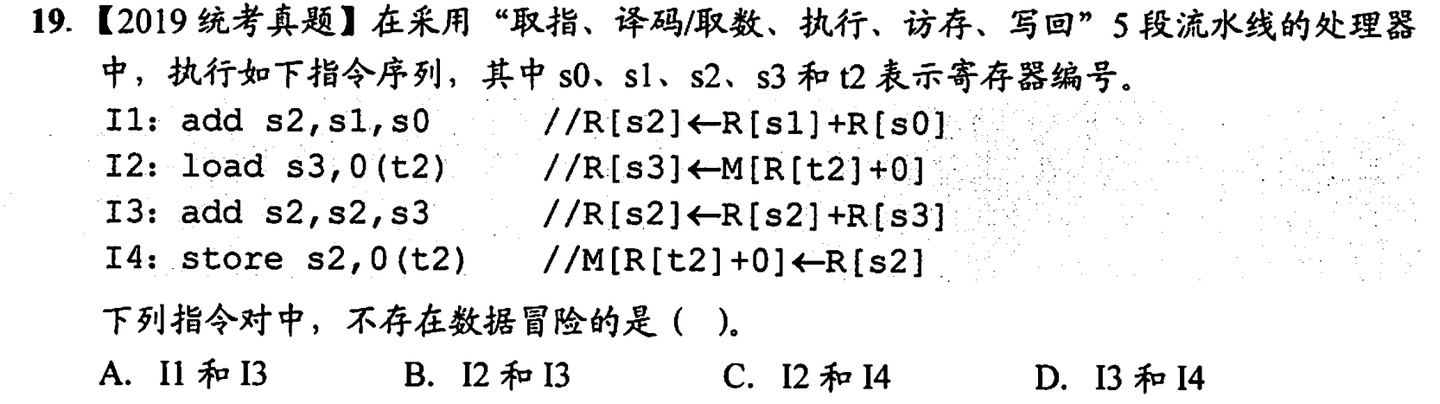 19. 【2019 统考真题】在采用“取指、译码/取数、执行、访存、写回”5 段流水线的处理器
中，执行如下指令序列，其中 s0、s1、s2、s3 和 t2 表示寄存器编号。
I1: add s2,s1,s0 //R[s2]←R[s1]+R[s0]
I2: load s3,0(t2) //R[s3]←M[R[t2]+0]
I3: add s2,s2,s3 //R[s2]←R[s2]+R[s3]
I4: store s2,0(t2) //M[R[t2]+0]←R[s2]
下列指令对中，不存在数据冒险的是（ ）。
A. I1 和 I3 B. I2 和 I3 C. I2 和 I4 D. I3 和 I4